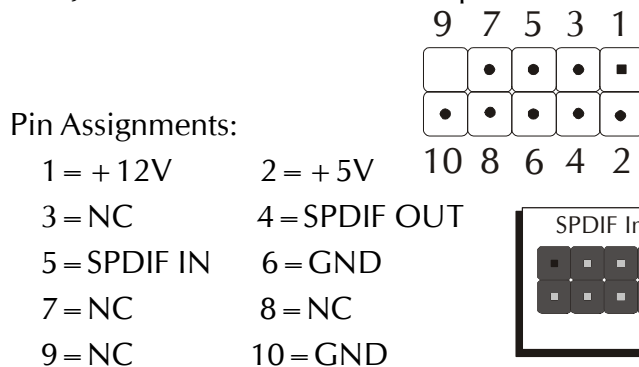 9 7 5 3 1
Pin Assignments:
10 8 6 4 2
1 = +12V 2 = +5V
3 = NC 4 = SPDIF OUT
5 = SPDIF IN 6 = GND
7 = NC 8 = NC
9 = NC 10 = GND
SPDIF